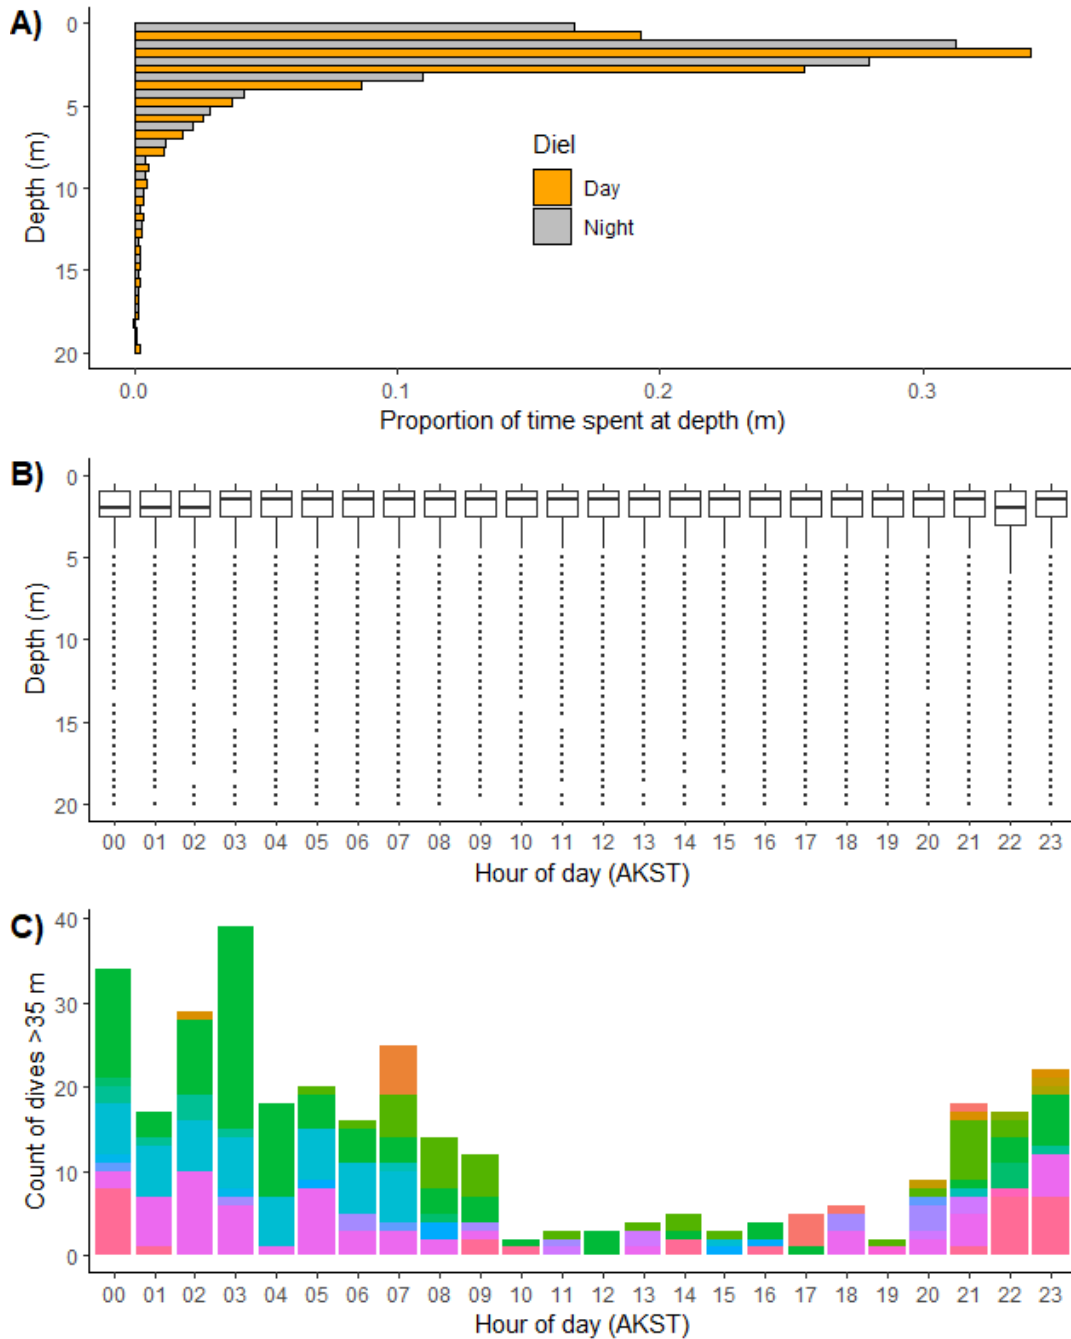 A)
0
5
10
15
20
Depth (m)
Diel
Day
Night
0.0 0.1 0.2 0.3
Proportion of time spent at depth (m)
B)
0
5
10
15
20
Depth (m)
00 01 02 03 04 05 06 07 08 09 10 11 12 13 14 15 16 17 18 19 20 21 22 23
Hour of day (AKST)
C)
40
30
20
10
0
Count of dives >35 m
00 01 02 03 04 05 06 07 08 09 10 11 12 13 14 15 16 17 18 19 20 21 22 23
Hour of day (AKST)